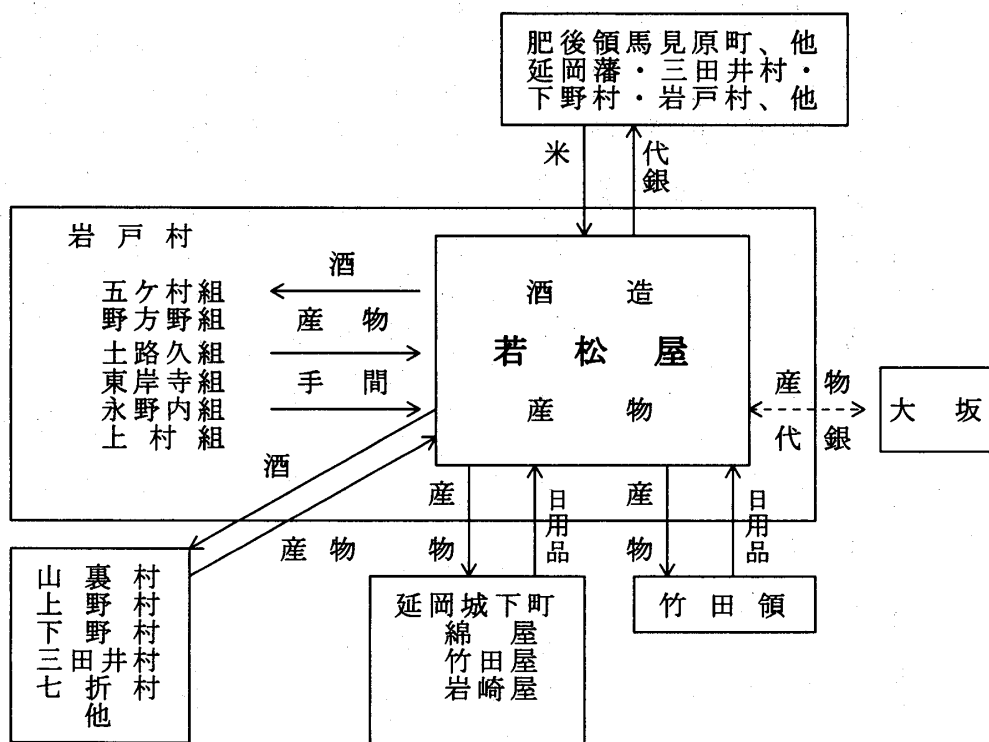 肥後領馬見原町、他
延岡藩・三田井村・
下野村・岩戸村、他
米
代銀
岩戸村
五ケ村組
野方野組
土路久組
東岸寺組
永野内組
上村組
酒
産物
手間
酒造
若松屋
産物
産物
代銀
大坂
酒
産物
産物
日用品
産物
日用品
山裏村
上野村
下野村
三田井村
七折村
他
延岡城下町
綿屋
竹田屋
岩崎屋
竹田領